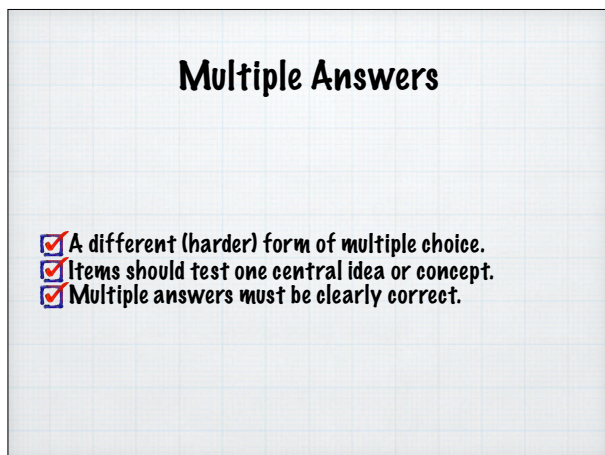 Multiple Answers
A different (harder) form of multiple choice.
Items should test one central idea or concept.
Multiple answers must be clearly correct.